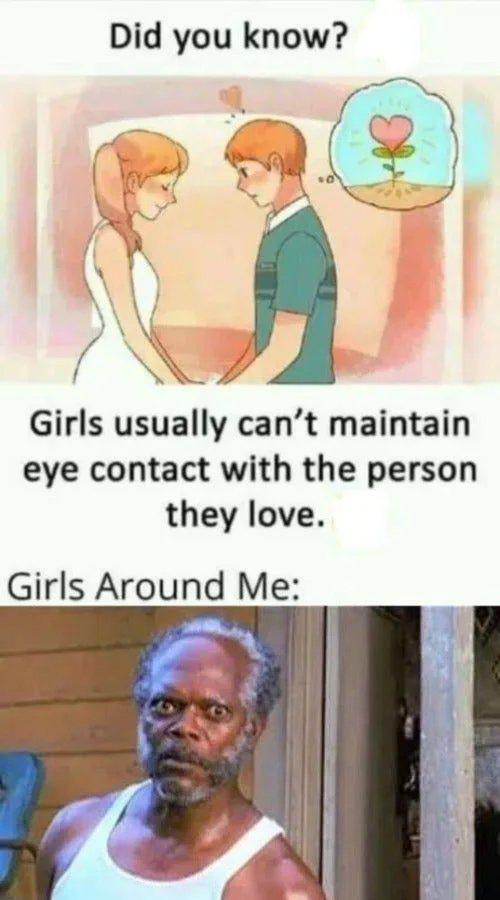 Did you know?
Girls usually can't maintain
eye contact with the person
they love.
Girls Around Me: